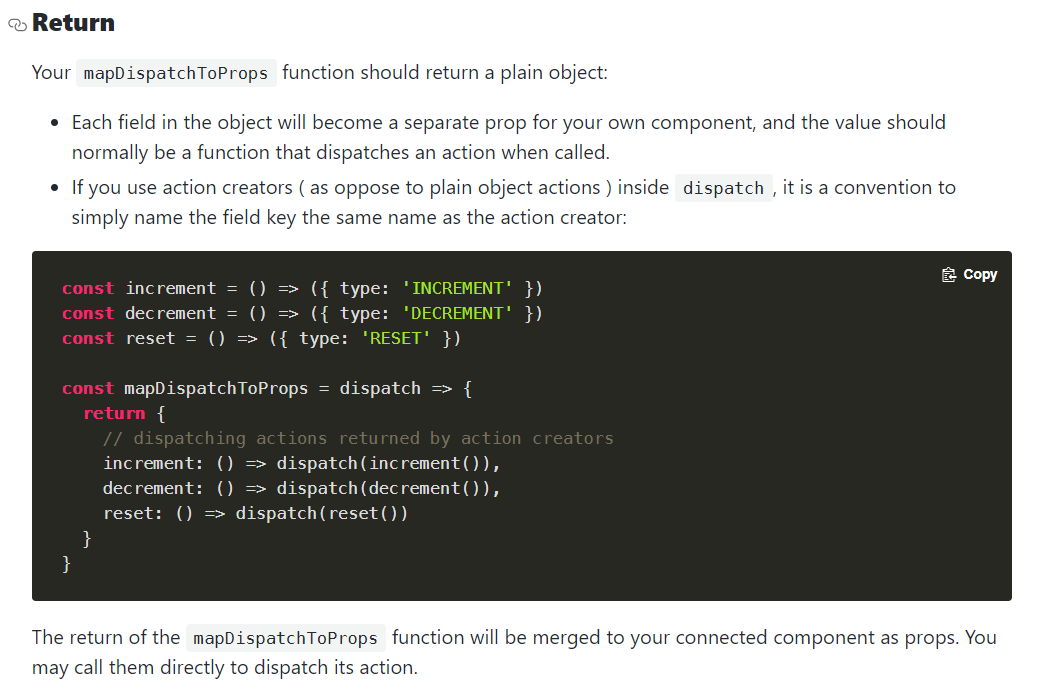 Return
Your mapDispatchToProps function should return a plain object:
Each field in the object will become a separate prop for your own component, and the value should
normally be a function that dispatches an action when called.
If you use action creators ( as oppose to plain object actions ) inside dispatch, it is a convention to
simply name the field key the same name as the action creator:
Copy
const increment = () => ({ type: 'INCREMENT' })
const decrement = () => ({ type: 'DECREMENT' })
const reset = () => ({ type: 'RESET' })
const mapDispatchToProps = dispatch => {
  return {
    // dispatching actions returned by action creators
    increment: () => dispatch(increment()),
    decrement: () => dispatch(decrement()),
    reset: () => dispatch(reset())
  }
}
The return of the mapDispatchToProps function will be merged to your connected component as props. You
may call them directly to dispatch its action.